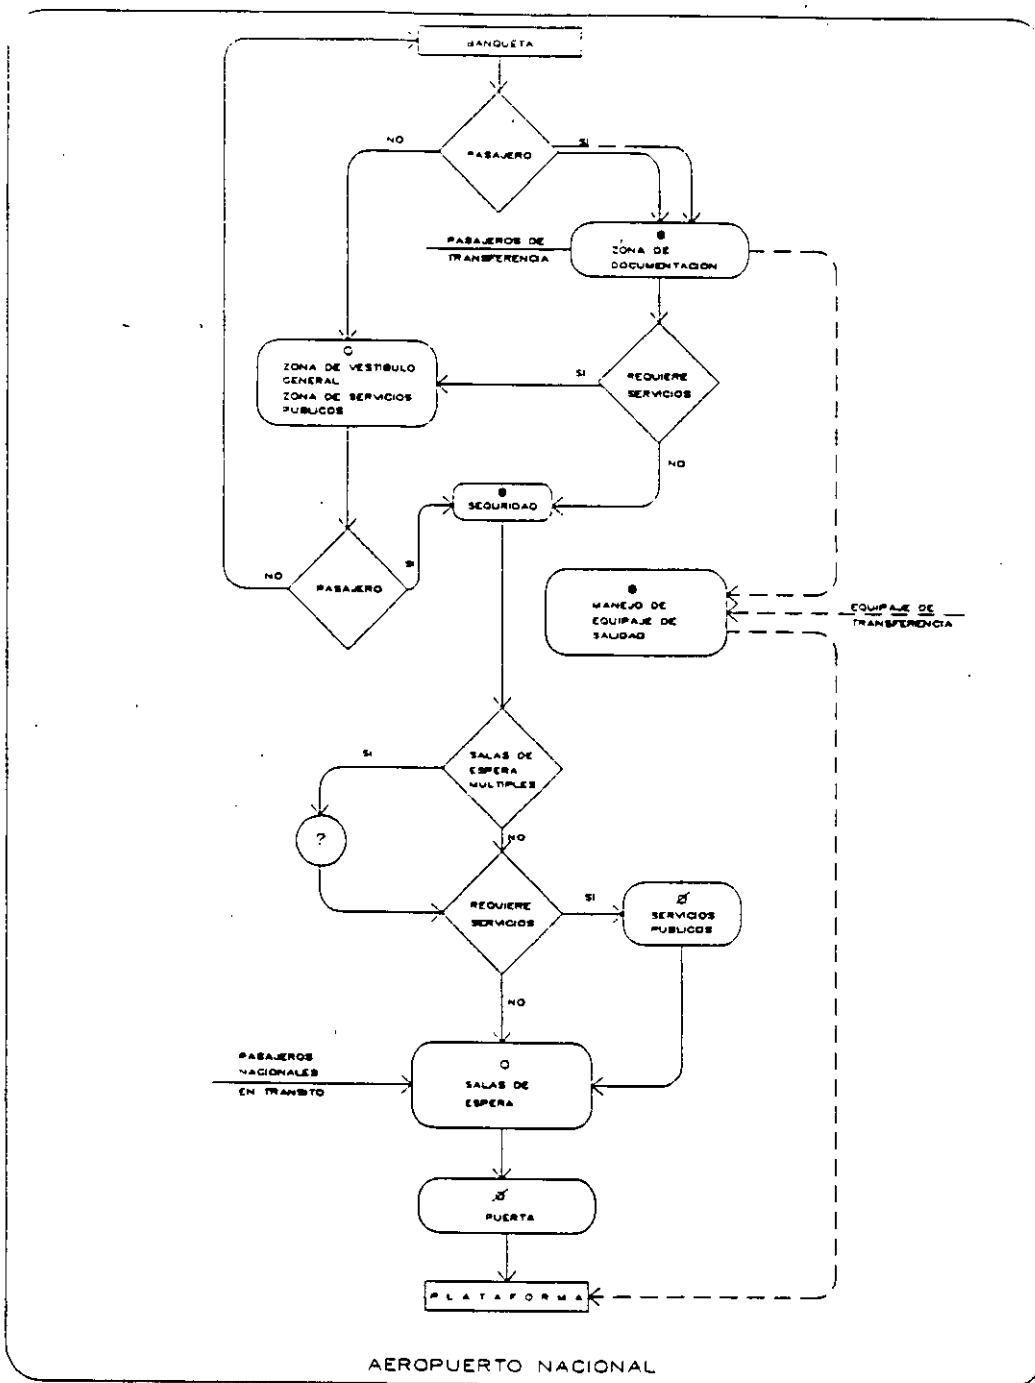 BANQUETA
NO
SI
PASAJERO
PASAJEROS DE
TRANSFERENCIA
ZONA DE
DOCUMENTACION
ZONA DE VESTIBULO
GENERAL
ZONA DE SERVICIOS
PUBLICOS
SI
REQUIERE
SERVICIOS
NO
SEGURIDAD
SI
NO
PASAJERO
MANEJO DE
EQUIPAJE DE
SALIDAD
EQUIPAJE DE
TRANSFERENCIA
SI
SALAS DE
ESPERA
MULTIPLES
?
NO
REQUIERE
SERVICIOS
SI
SERVICIOS
PUBLICOS
NO
PASAJEROS
NACIONALES
EN TRANSITO
SALAS DE
ESPERA
PUERTA
PLATAFORMA
AEROPUERTO NACIONAL